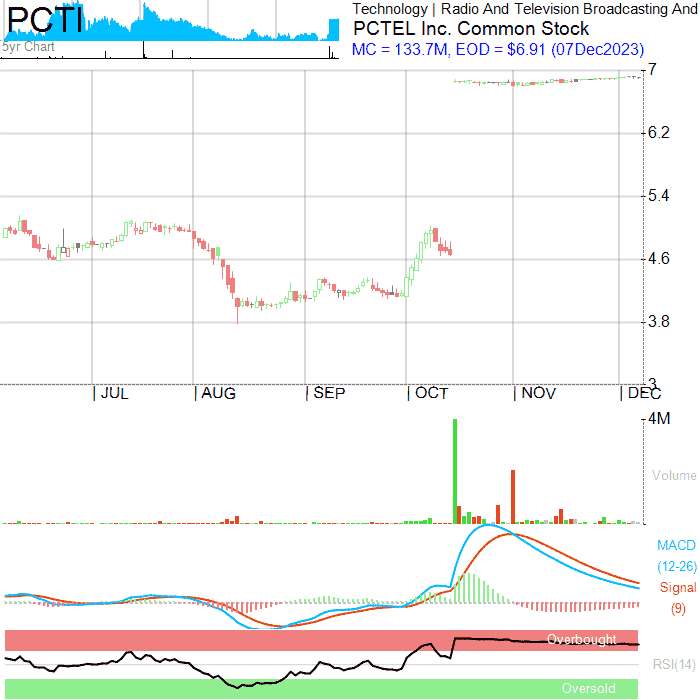 PCTI
5yr Chart
Technology | Radio And Television Broadcasting And
PCTEL Inc. Common Stock
MC = 133.7M, EOD = $6.91 (07Dec2023)
7
6.2
5.4
4.6
3.8
3
JUL AUG SEP OCT NOV DEC
4M
Volume
MACD
(12-26)
Signal
(9)
Overbought
RSI(14)
Oversold